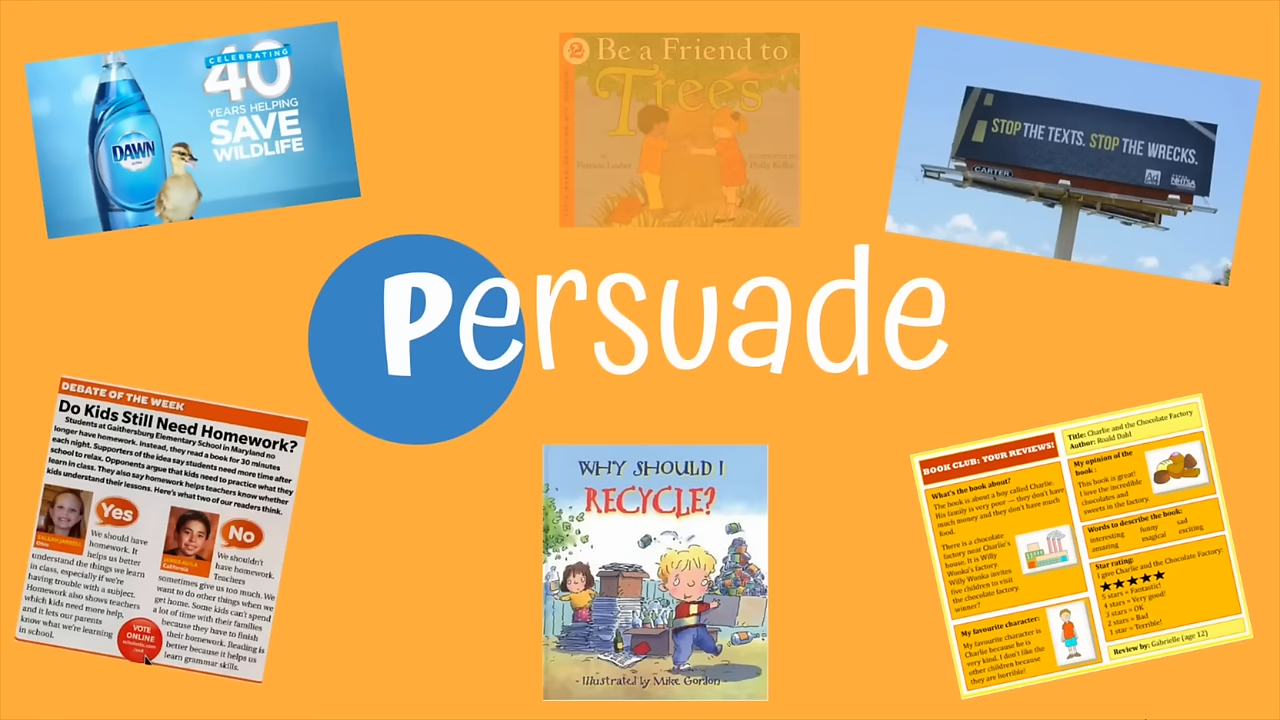 CELEBRATING
40
YEARS HELPING
SAVE
WILDLIFE
DAWN
ULTRA
2 Be a Friend to
Trees
BY
Patricia Lauber
ILLUSTRATED BY
Holly Keller
STOP THE TEXTS. STOP THE WRECKS.
CARTER
Ad
NHTSA
Persuade
DEBATE OF THE WEEK
Do Kids Still Need Homework?
Students at Gaithersburg Elementary School in Maryland no
longer have homework. Instead, they read a book for 30 minutes
each night. Supporters of the idea say students need more time after
school to relax. Opponents argue that kids need to practice what they
learn in class. They also say homework helps teachers know whether
kids understand their lessons. Here's what two of our readers think.
Yes
Ohio
We should have
homework. It
helps us better
understand the things we learn
in class, especially if we're
having trouble with a subject.
Homework also shows teachers
which kids need more help,
and it lets our parents
know what we're learning
in school.
VOTE
ONLINE
No
California
We shouldn't
have homework.
Teachers
sometimes give us too much. We
want to do other things when we
get home. Some kids can't spend
a lot of time with their families
because they have to finish
their homework. Reading is
better because it helps us
learn grammar skills.
WHY SHOULD I
RECYCLE?
- Illustrated by Mike Gordon -
BOOK CLUB: YOUR REVIEWS!
What's the book about?
The book is about a boy called Charlie.
His family is very poor — they don't have
much money and they don't have much
food.
There is a chocolate
factory near Charlie's
house. It is Willy
Wonka's factory.
Willy Wonka invites
five children to visit
the chocolate factory.
winner?
My favourite character:
My favourite character is
Charlie because he is
very kind. I don't like the
other children because
they are horrible!
Title: Charlie and the Chocolate Factory
Author: Roald Dahl
My opinion of the
book :
This book is great!
I love the incredible
chocolates and
sweets in the factory.
Words to describe the book:
interesting funny sad
amazing magical exciting
Star rating:
I give Charlie and the Chocolate Factory:
★★★★★
5 stars = Fantastic!
4 stars = Very good!
3 stars = OK
2 stars = Bad
1 star = Terrible!
Review by: Gabrielle (age 12)